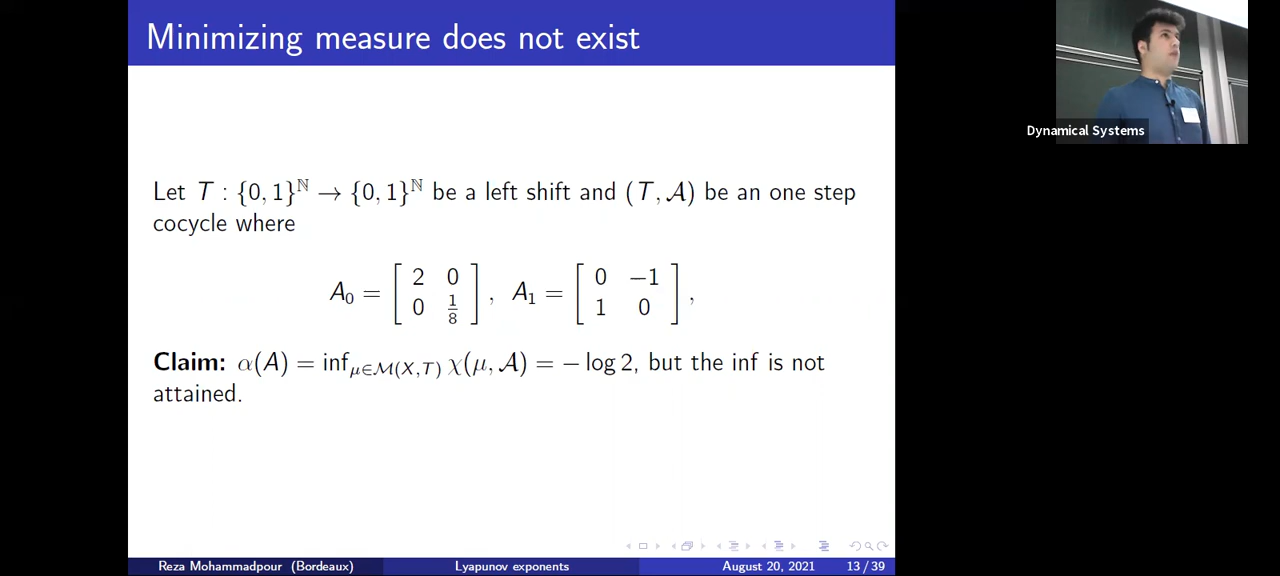 Minimizing measure does not exist
Let T : {0, 1}^ℕ → {0, 1}^ℕ be a left shift and (T, 𝒜) be an one step
cocycle where
A₀ = [ 2 0 ; 0 1/8 ], A₁ = [ 0 −1 ; 1 0 ],
Claim: α(A) = inf_{μ∈ℳ(X,T)} χ(μ, 𝒜) = − log 2, but the inf is not
attained.
Reza Mohammadpour (Bordeaux) Lyapunov exponents August 20, 2021 13 / 39
Dynamical Systems